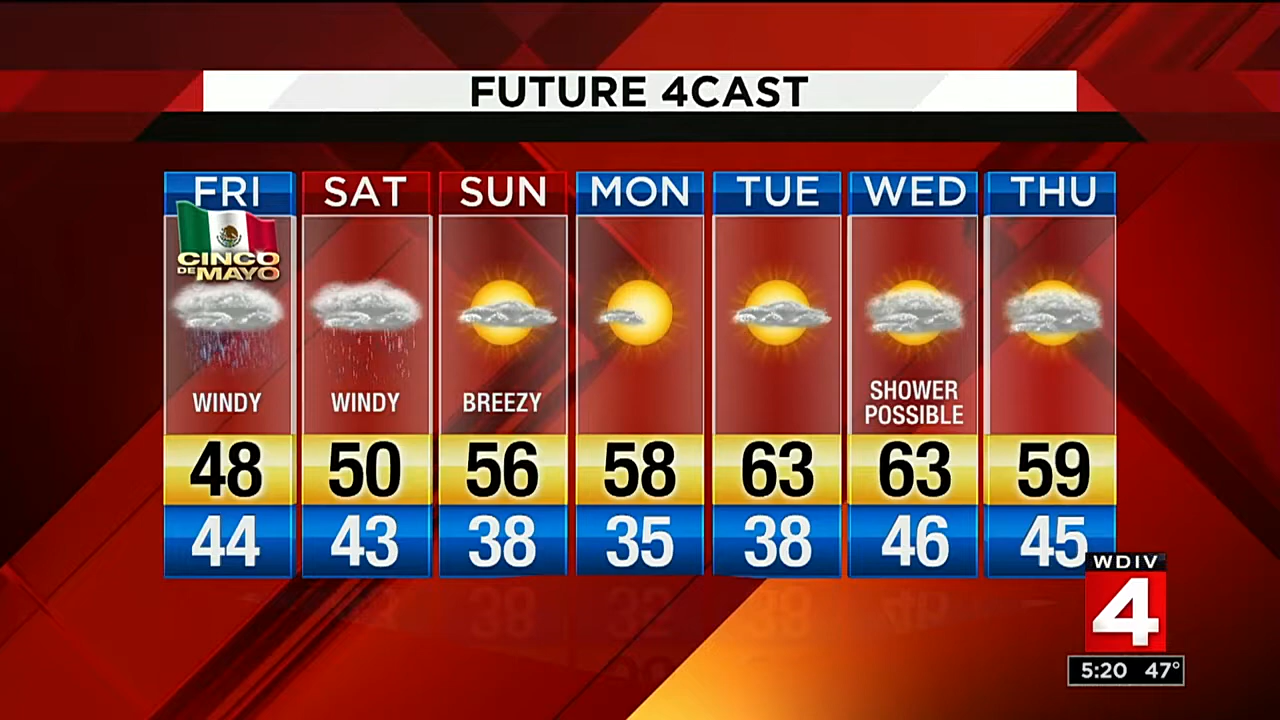 FUTURE 4CAST
FRI SAT SUN MON TUE WED THU
CINCO
DE MAYO
WINDY WINDY BREEZY SHOWER
POSSIBLE
48 50 56 58 63 63 59
44 43 38 35 38 46 45
WDIV
4
5:20 47°